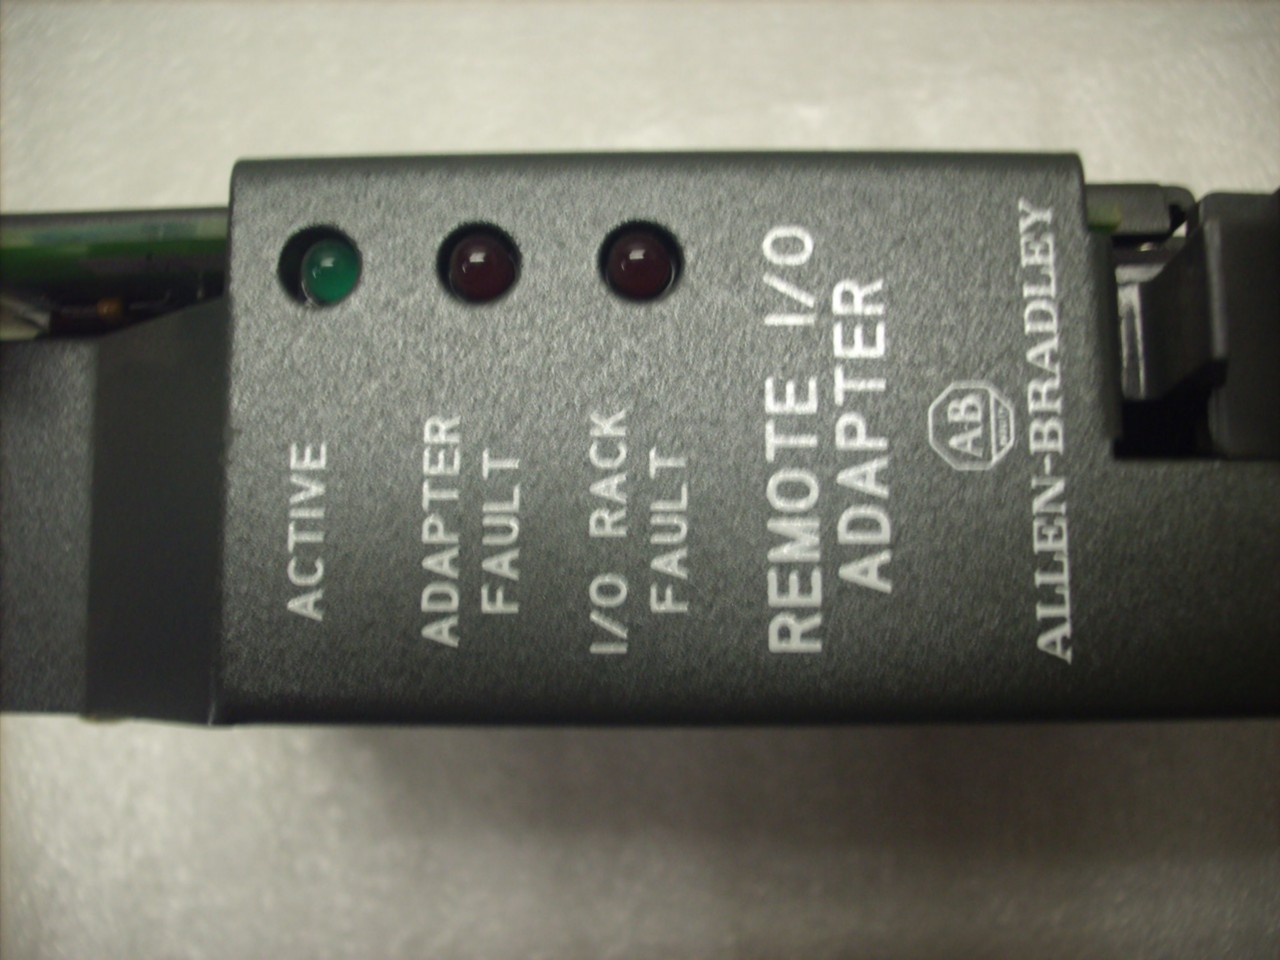 ACTIVE
ADAPTER
FAULT
I/O RACK
FAULT
REMOTE I/O
ADAPTER
AB
ALLEN-BRADLEY